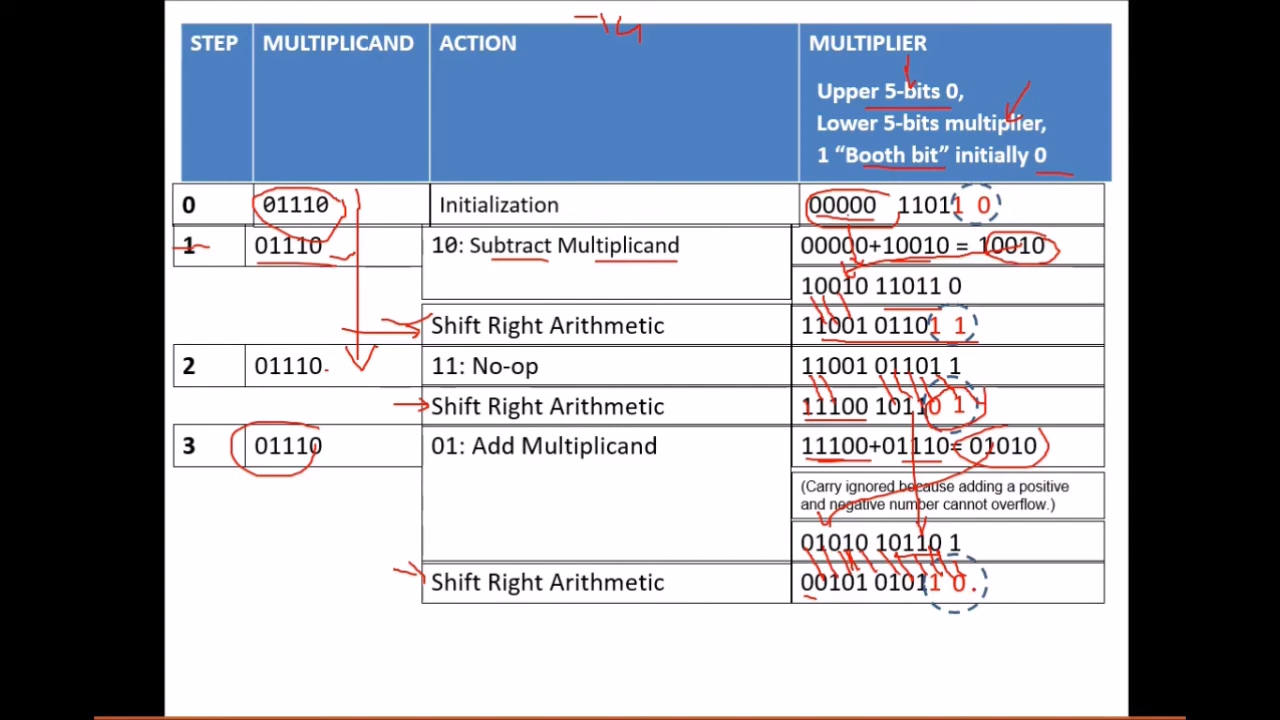 -14
STEP MULTIPLICAND ACTION MULTIPLIER
Upper 5-bits 0,
Lower 5-bits multiplier,
1 “Booth bit” initially 0
0 01110 Initialization 00000 11011 0
1 01110 10: Subtract Multiplicand 00000+10010 = 10010
10010 11011 0
Shift Right Arithmetic 11001 01101 1
2 01110 11: No-op 11001 01101 1
Shift Right Arithmetic 11100 10110 1
3 01110 01: Add Multiplicand 11100+01110= 01010
(Carry ignored because adding a positive
and negative number cannot overflow.)
01010 10110 1
Shift Right Arithmetic 00101 01011 0